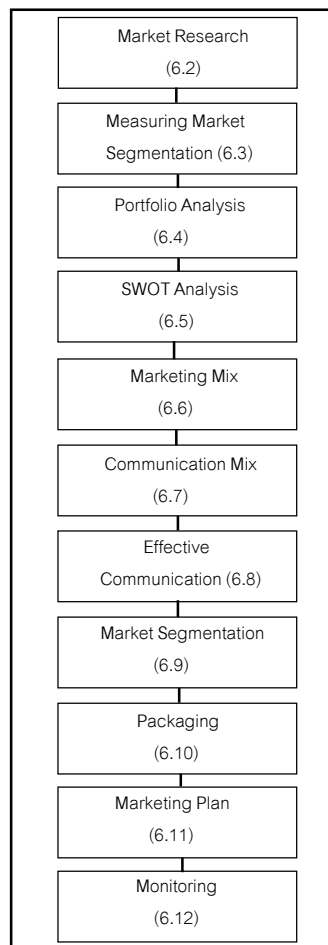 Market Research
(6.2)
Measuring Market
Segmentation (6.3)
Portfolio Analysis
(6.4)
SWOT Analysis
(6.5)
Marketing Mix
(6.6)
Communication Mix
(6.7)
Effective
Communication (6.8)
Market Segmentation
(6.9)
Packaging
(6.10)
Marketing Plan
(6.11)
Monitoring
(6.12)